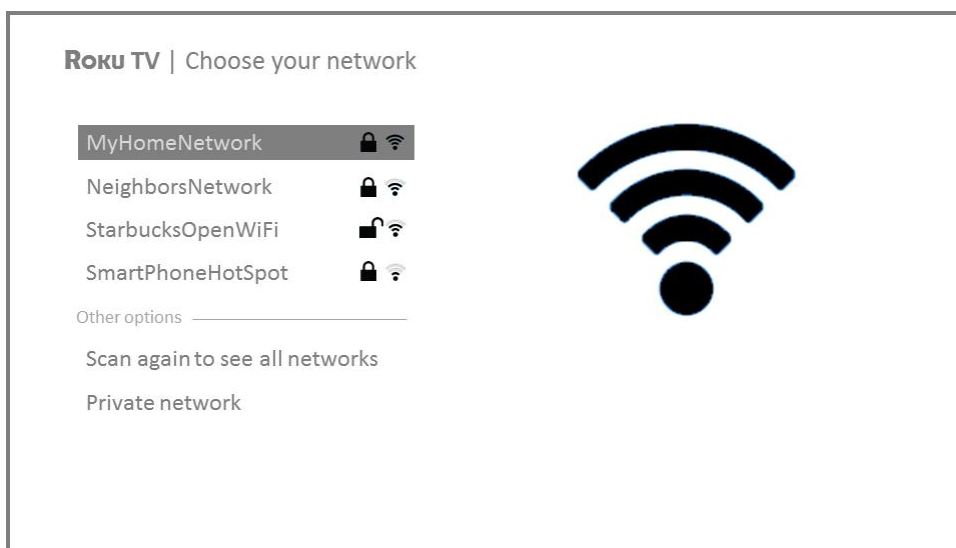 ROKU TV | Choose your network
MyHomeNetwork
NeighborsNetwork
StarbucksOpenWiFi
SmartPhoneHotSpot
Other options
Scan again to see all networks
Private network